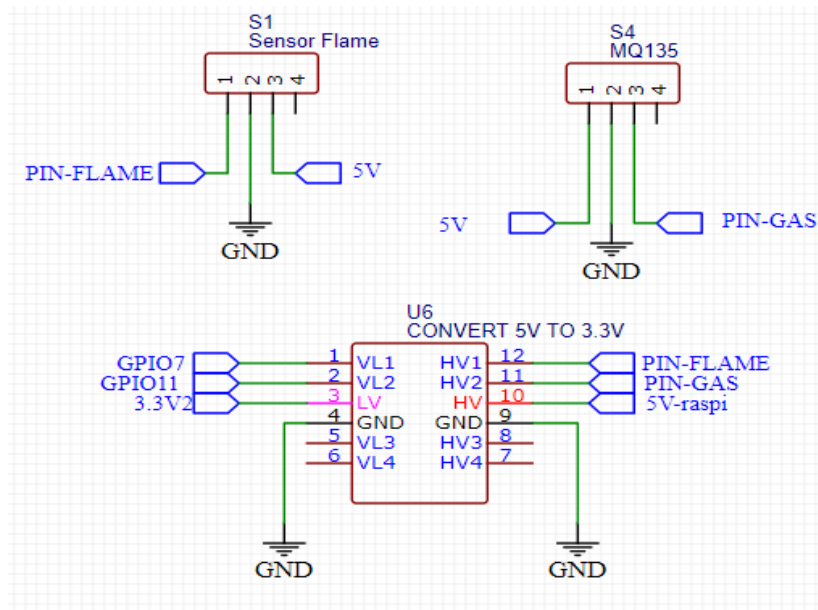 S1
Sensor Flame
1 2 3 4
PIN-FLAME
5V
GND
S4
MQ135
1 2 3 4
5V
PIN-GAS
GND
U6
CONVERT 5V TO 3.3V
GPIO7 1 VL1 HV1 12 PIN-FLAME
GPIO11 2 VL2 HV2 11 PIN-GAS
3.3V2 3 LV HV 10 5V-raspi
4 GND GND 9
5 VL3 HV3 8
6 VL4 HV4 7
GND
GND